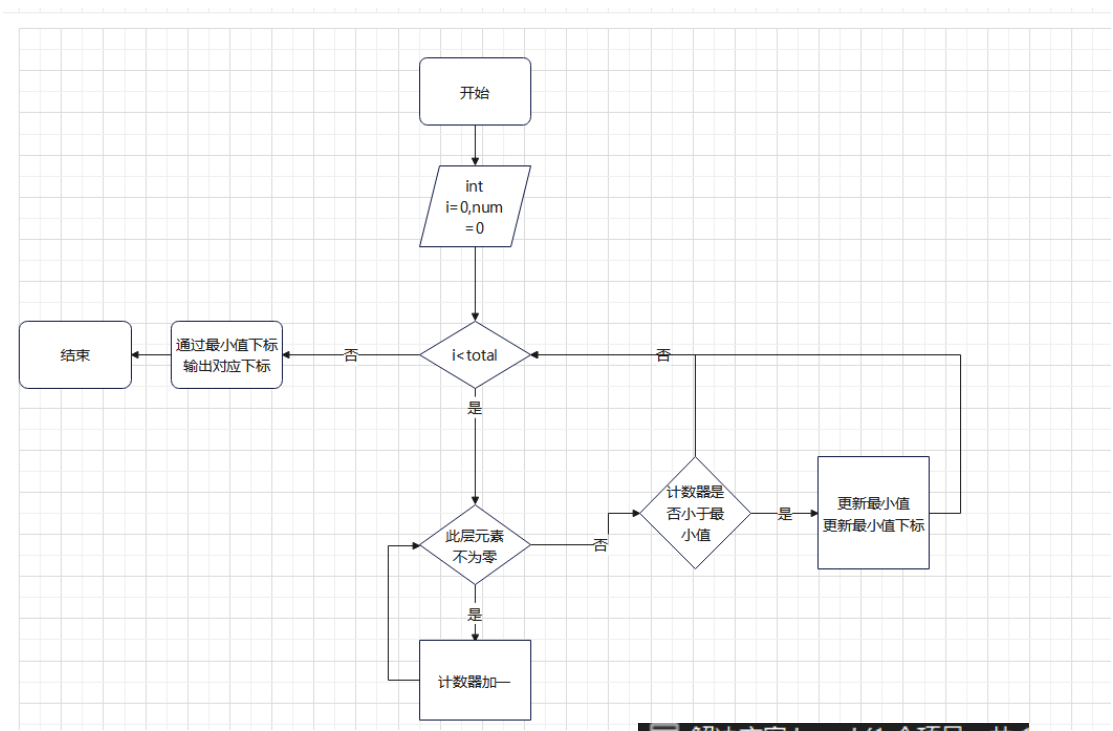 开始
int
i=0,num
=0
i<total
否
通过最小值下标
输出对应下标
结束
否
是
此层元素
不为零
否
计数器是
否小于最
小值
是
更新最小值
更新最小值下标
是
计数器加一